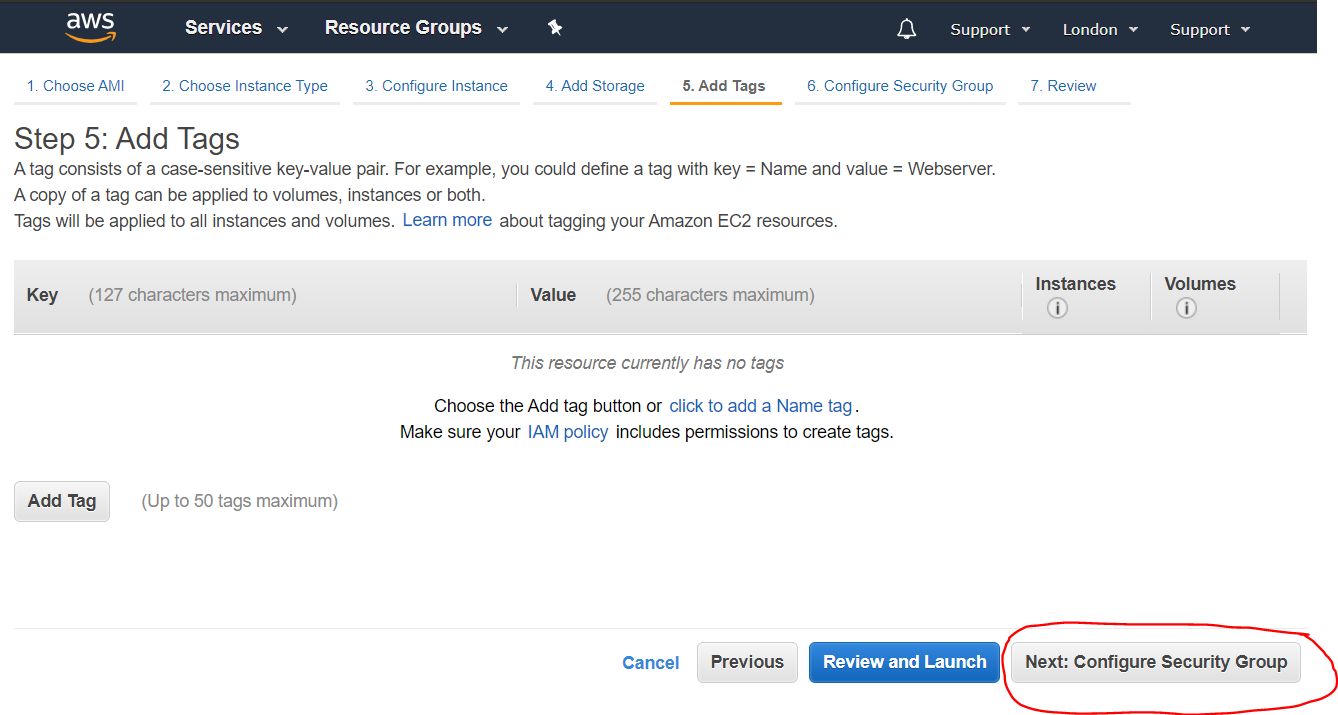 aws Services Resource Groups Support London Support
1. Choose AMI 2. Choose Instance Type 3. Configure Instance 4. Add Storage 5. Add Tags 6. Configure Security Group 7. Review
Step 5: Add Tags
A tag consists of a case-sensitive key-value pair. For example, you could define a tag with key = Name and value = Webserver.
A copy of a tag can be applied to volumes, instances or both.
Tags will be applied to all instances and volumes. Learn more about tagging your Amazon EC2 resources.
Key (127 characters maximum) Value (255 characters maximum) Instances Volumes
This resource currently has no tags
Choose the Add tag button or click to add a Name tag.
Make sure your IAM policy includes permissions to create tags.
Add Tag (Up to 50 tags maximum)
Cancel Previous Review and Launch Next: Configure Security Group